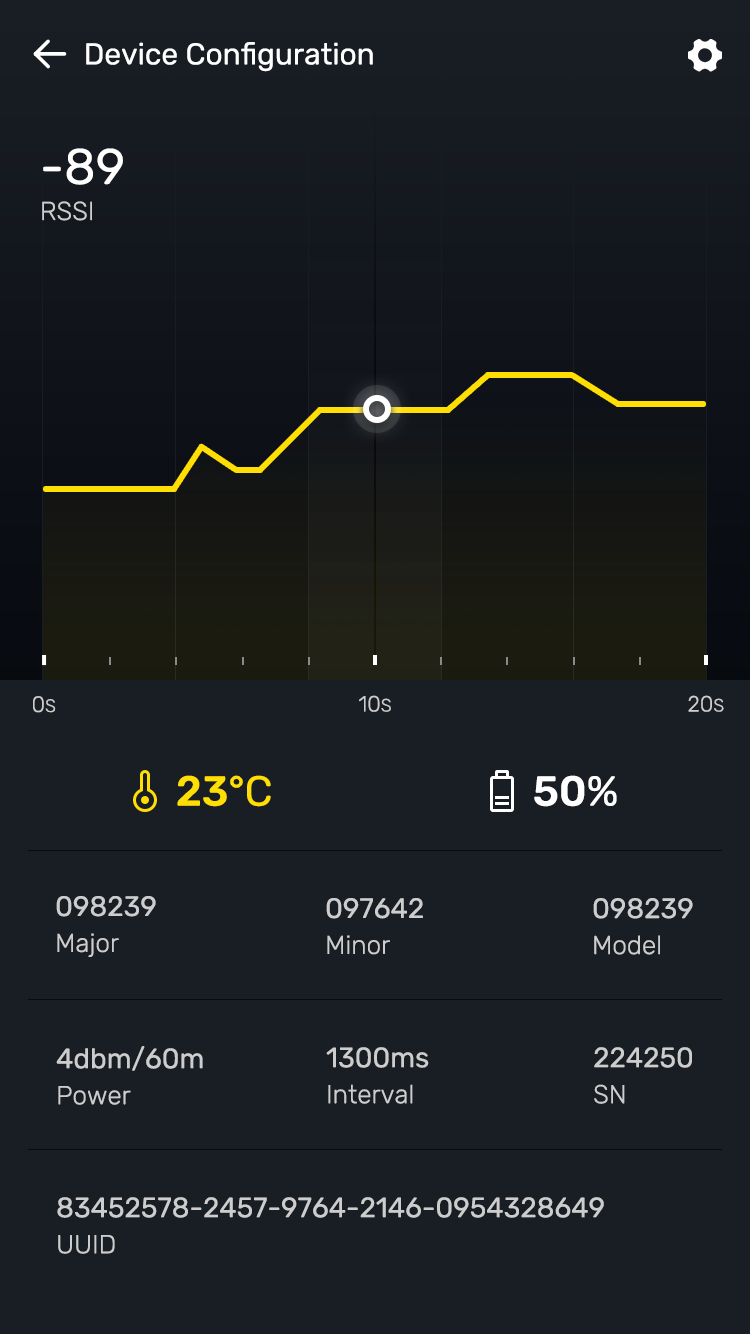 Device Configuration
-89
RSSI
0s 10s 20s
23°C 50%
098239 097642 098239
Major Minor Model
4dbm/60m 1300ms 224250
Power Interval SN
83452578-2457-9764-2146-0954328649
UUID